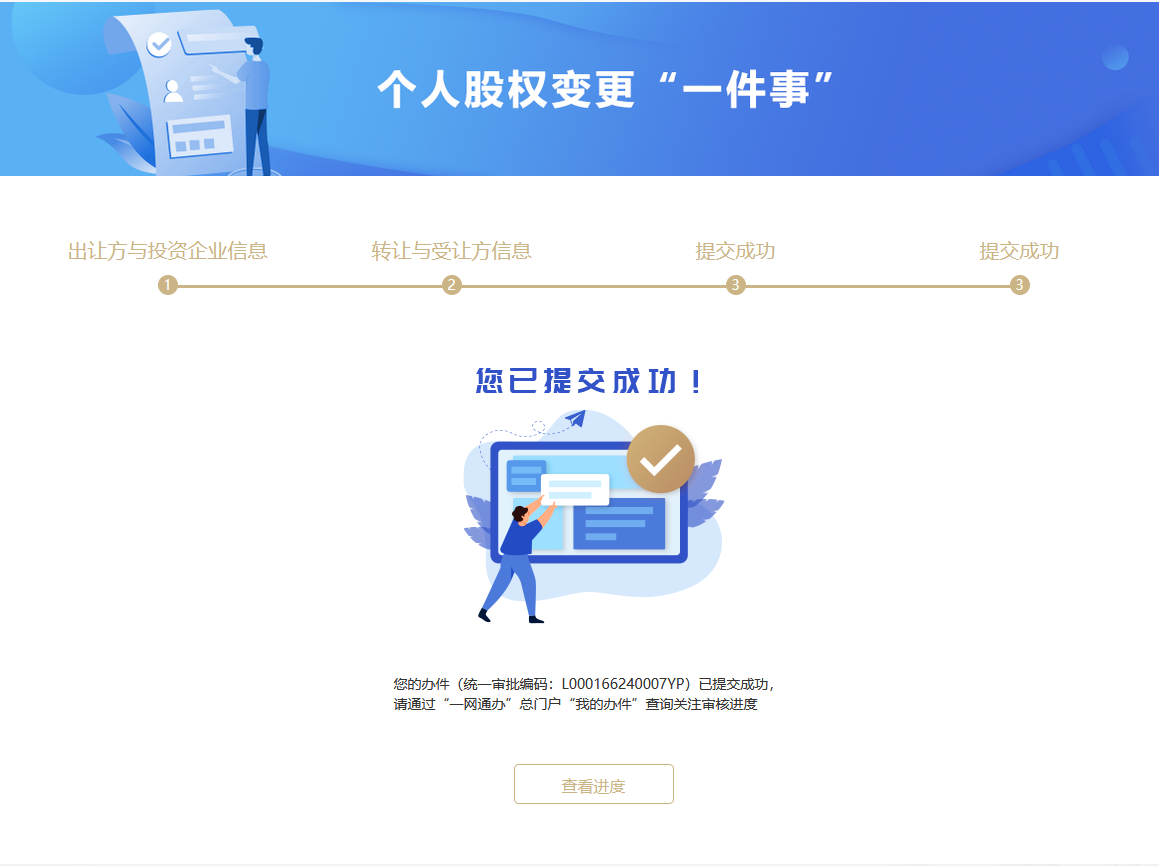 个人股权变更“一件事”
出让方与投资企业信息
转让与受让方信息
提交成功
提交成功
1
2
3
3
您已提交成功！
您的办件（统一审批编码：L000166240007YP）已提交成功，
请通过“一网通办”总门户“我的办件”查询关注审核进度
查看进度